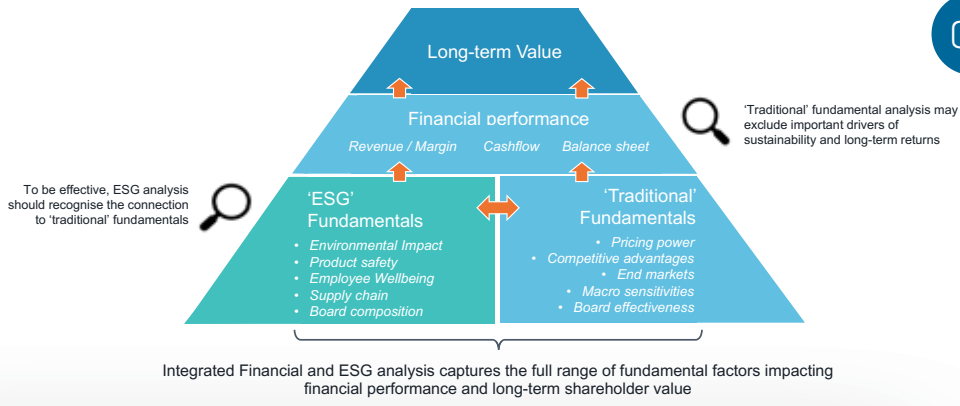 Long-term Value
Financial performance
Revenue / Margin Cashflow Balance sheet
'Traditional' fundamental analysis may
exclude important drivers of
sustainability and long-term returns
To be effective, ESG analysis
should recognise the connection
to 'traditional' fundamentals
'ESG'
Fundamentals
• Environmental Impact
• Product safety
• Employee Wellbeing
• Supply chain
• Board composition
'Traditional'
Fundamentals
• Pricing power
• Competitive advantages
• End markets
• Macro sensitivities
• Board effectiveness
Integrated Financial and ESG analysis captures the full range of fundamental factors impacting
financial performance and long-term shareholder value